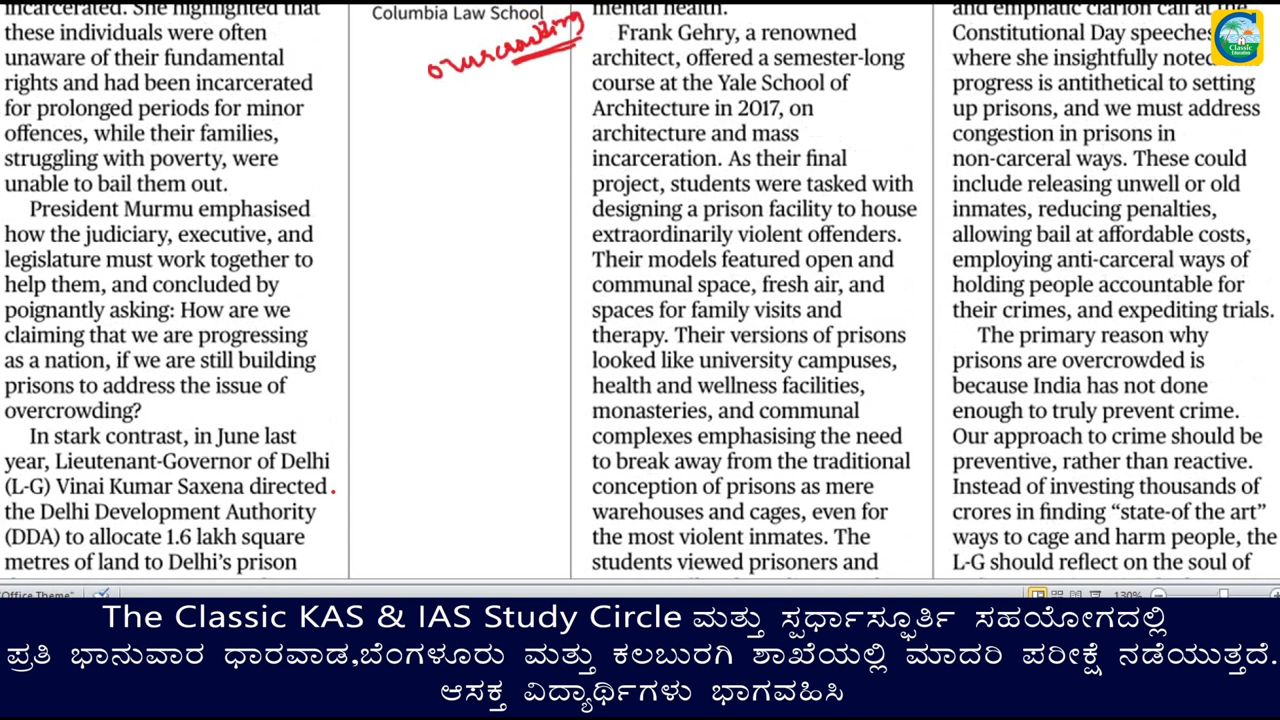 incarcerated. She highlighted that
these individuals were often
unaware of their fundamental
rights and had been incarcerated
for prolonged periods for minor
offences, while their families,
struggling with poverty, were
unable to bail them out.
President Murmu emphasised
how the judiciary, executive, and
legislature must work together to
help them, and concluded by
poignantly asking: How are we
claiming that we are progressing
as a nation, if we are still building
prisons to address the issue of
overcrowding?
In stark contrast, in June last
year, Lieutenant-Governor of Delhi
(L-G) Vinai Kumar Saxena directed
the Delhi Development Authority
(DDA) to allocate 1.6 lakh square
metres of land to Delhi's prison
Columbia Law School
overcrowding
mental health.
Frank Gehry, a renowned
architect, offered a semester-long
course at the Yale School of
Architecture in 2017, on
architecture and mass
incarceration. As their final
project, students were tasked with
designing a prison facility to house
extraordinarily violent offenders.
Their models featured open and
communal space, fresh air, and
spaces for family visits and
therapy. Their versions of prisons
looked like university campuses,
health and wellness facilities,
monasteries, and communal
complexes emphasising the need
to break away from the traditional
conception of prisons as mere
warehouses and cages, even for
the most violent inmates. The
students viewed prisoners and
and emphatic clarion call at the
Constitutional Day speeches
where she insightfully noted
progress is antithetical to setting
up prisons, and we must address
congestion in prisons in
non-carceral ways. These could
include releasing unwell or old
inmates, reducing penalties,
allowing bail at affordable costs,
employing anti-carceral ways of
holding people accountable for
their crimes, and expediting trials.
The primary reason why
prisons are overcrowded is
because India has not done
enough to truly prevent crime.
Our approach to crime should be
preventive, rather than reactive.
Instead of investing thousands of
crores in finding "state-of the art"
ways to cage and harm people, the
L-G should reflect on the soul of
Classic
Education
"Office Theme"
130%
The Classic KAS & IAS Study Circle ಮತ್ತು ಸ್ಪರ್ಧಾಸ್ಫೂರ್ತಿ ಸಹಯೋಗದಲ್ಲಿ
ಪ್ರತಿ ಭಾನುವಾರ ಧಾರವಾಡ,ಬೆಂಗಳೂರು ಮತ್ತು ಕಲಬುರಗಿ ಶಾಖೆಯಲ್ಲಿ ಮಾದರಿ ಪರೀಕ್ಷೆ ನಡೆಯುತ್ತದೆ.
ಆಸಕ್ತ ವಿದ್ಯಾರ್ಥಿಗಳು ಭಾಗವಹಿಸಿ